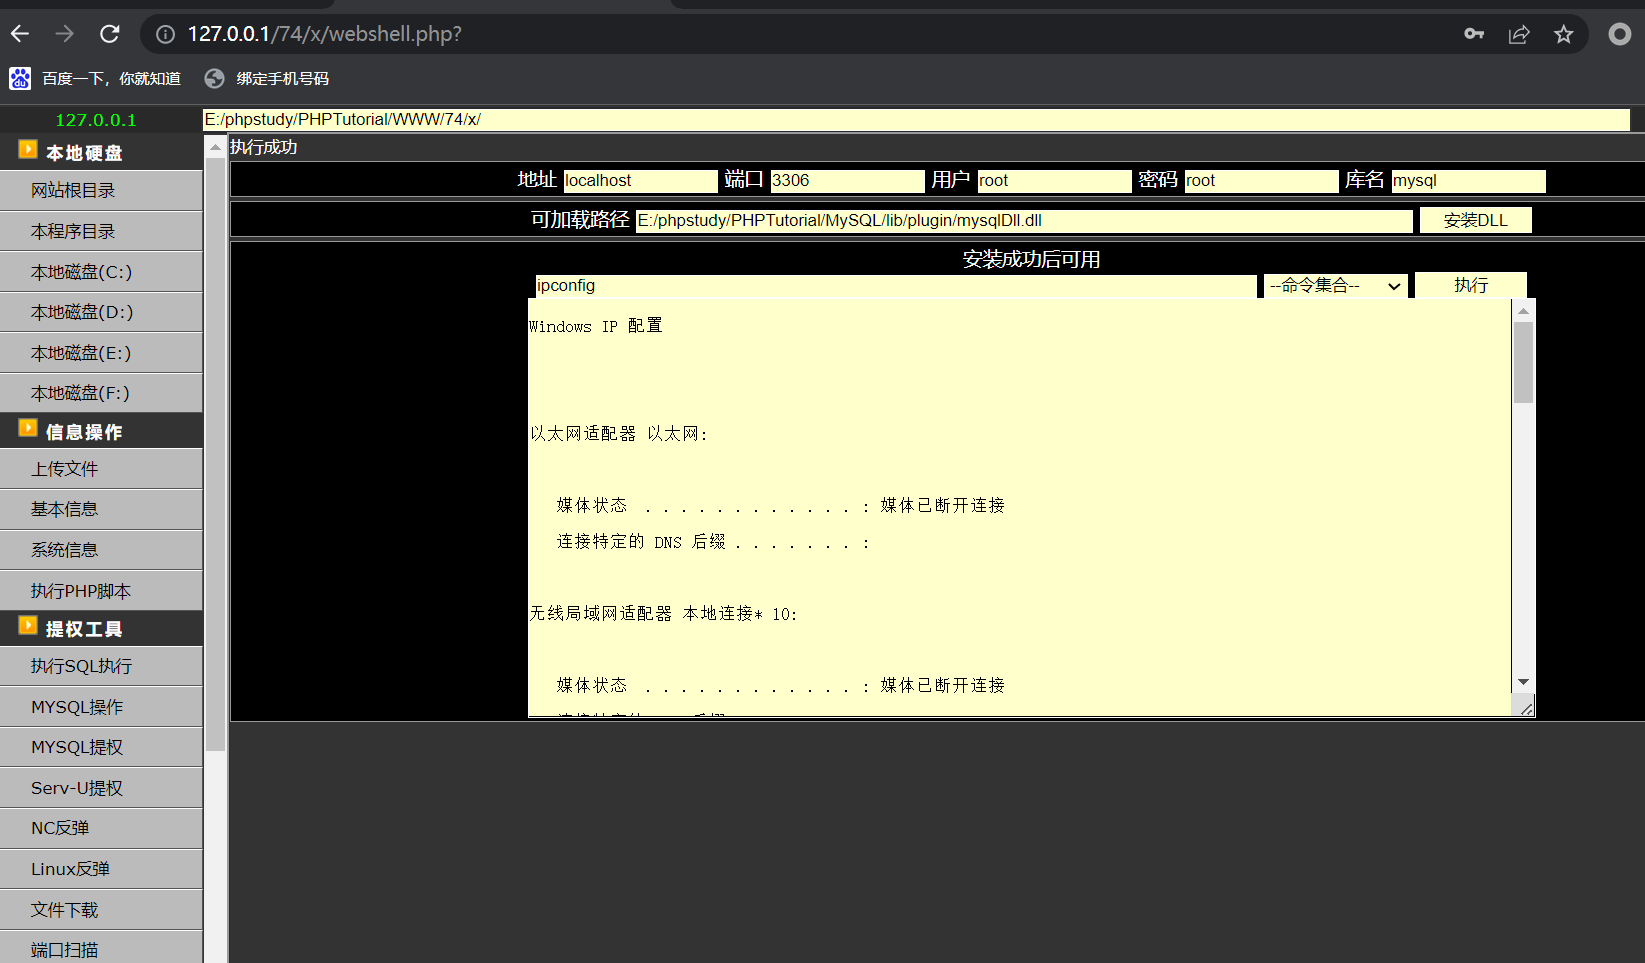 127.0.0.1/74/x/webshell.php?
百度一下，你就知道 绑定手机号码
127.0.0.1 E:/phpstudy/PHPTutorial/WWW/74/x/
本地硬盘
网站根目录
本程序目录
本地磁盘(C:)
本地磁盘(D:)
本地磁盘(E:)
本地磁盘(F:)
信息操作
上传文件
基本信息
系统信息
执行PHP脚本
提权工具
执行SQL执行
MYSQL操作
MYSQL提权
Serv-U提权
NC反弹
Linux反弹
文件下载
端口扫描
执行成功
地址 localhost 端口 3306 用户 root 密码 root 库名 mysql
可加载路径 E:/phpstudy/PHPTutorial/MySQL/lib/plugin/mysqlDll.dll 安装DLL
安装成功后可用
ipconfig --命令集合-- 执行
Windows IP 配置
以太网适配器 以太网:
媒体状态 . . . . . . . . . . . . : 媒体已断开连接
连接特定的 DNS 后缀 . . . . . . . :
无线局域网适配器 本地连接* 10:
媒体状态 . . . . . . . . . . . . : 媒体已断开连接